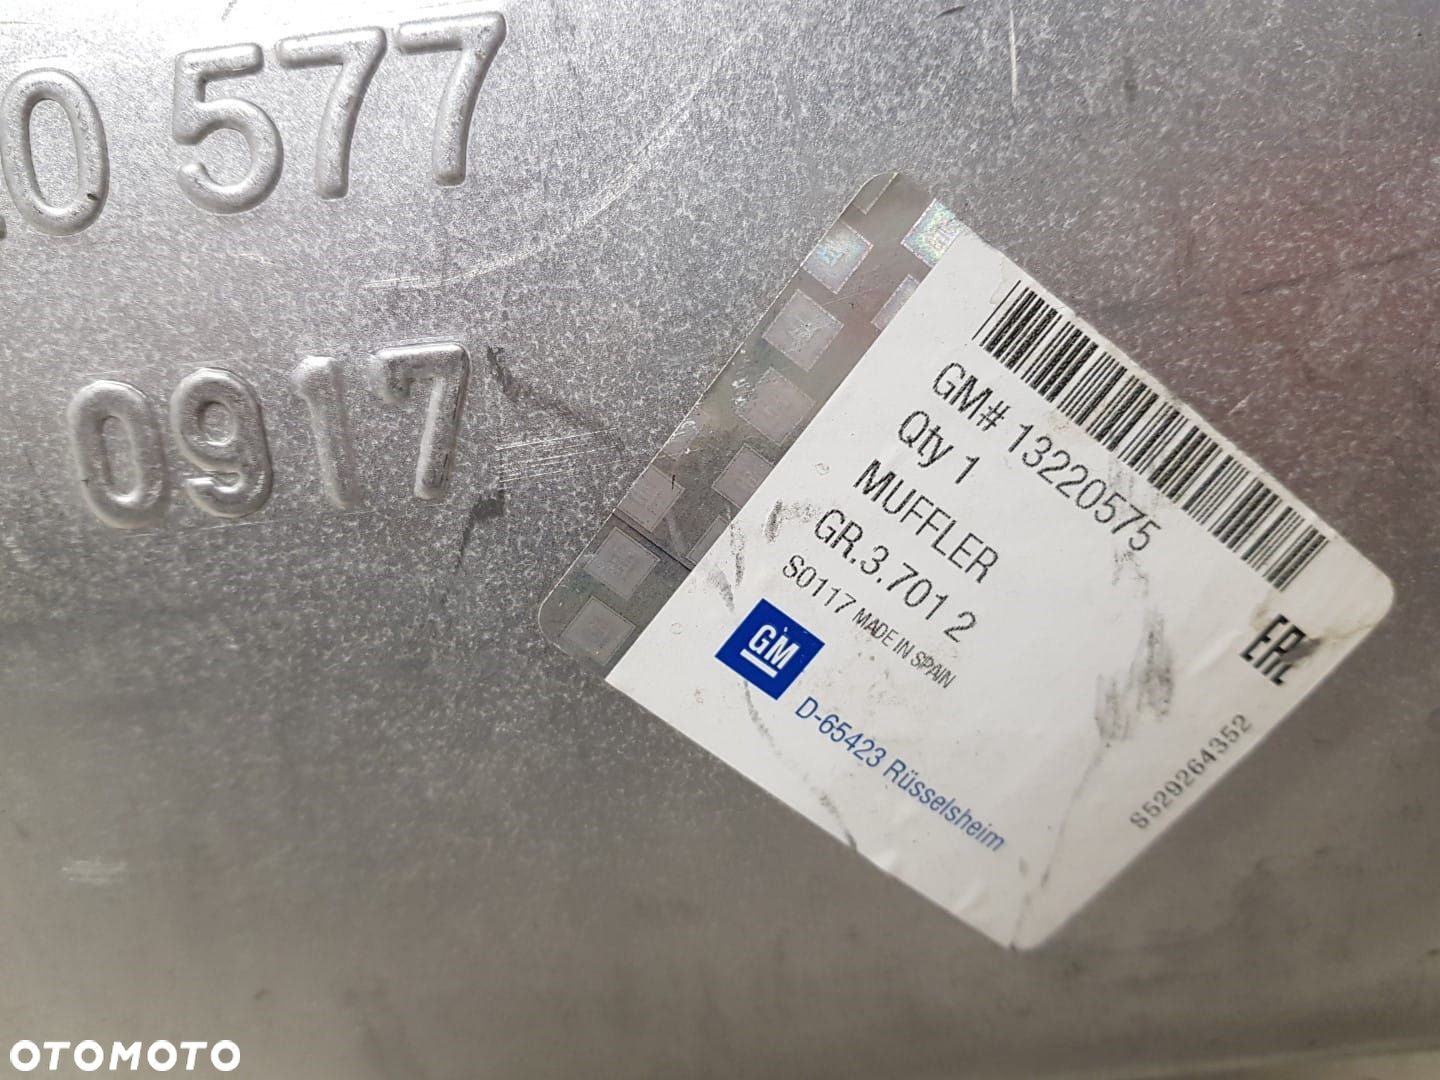 0 577
0917
GM# 13220575
Qty 1
MUFFLER
GR.3.701 2
S0117 MADE IN SPAIN
GM
D-65423 Rüsselsheim
S529264352
OTOMOTO